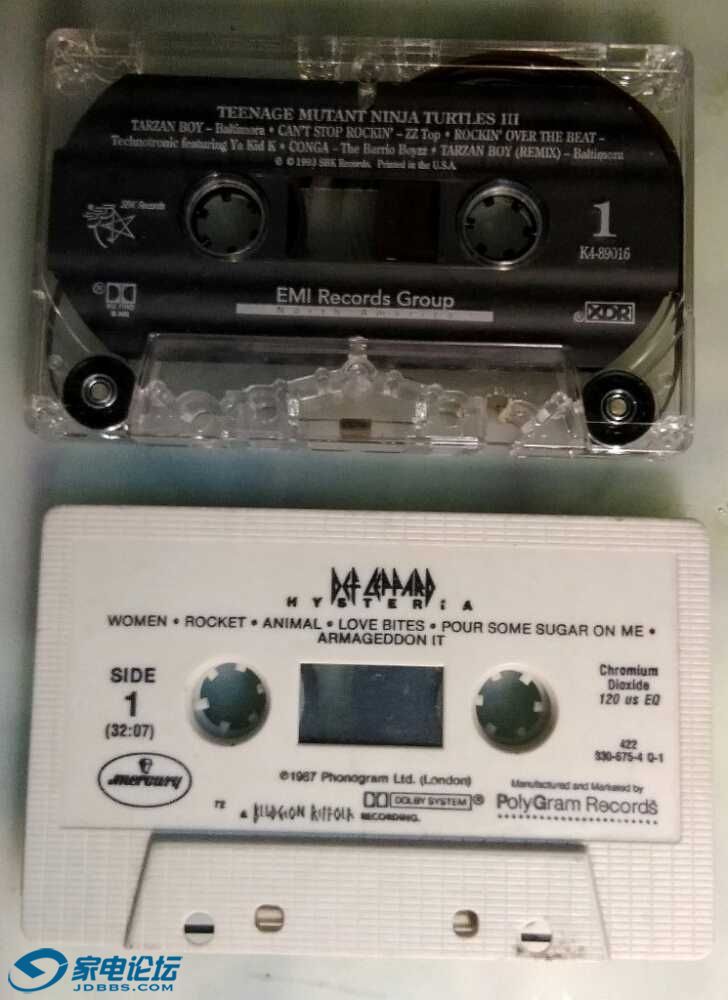 TEENAGE MUTANT NINJA TURTLES III
TARZAN BOY – Baltimora • CAN'T STOP ROCKIN' – ZZ Top • ROCKIN' OVER THE BEAT –
Technotronic featuring Ya Kid K • CONGA – The Barrio Boyzz • TARZAN BOY (REMIX) – Baltimora
℗ © 1993 SBK Records. Printed in the U.S.A.
SBK Records
1
K4-89016
EMI Records Group
North America
XDR
DEF LEPPARD
HYSTERiA
WOMEN • ROCKET • ANIMAL • LOVE BITES • POUR SOME SUGAR ON ME •
ARMAGEDDON IT
SIDE
1
(32:07)
Chromium
Dioxide
120 us EQ
422
830-675-4 Q-1
mercury
℗1987 Phonogram Ltd. (London)
Manufactured and Marketed by
PolyGram Records
DOLBY SYSTEM ®
A BLUDGEON RIFFOLA RECORDING.
家电论坛
JDBBS.COM